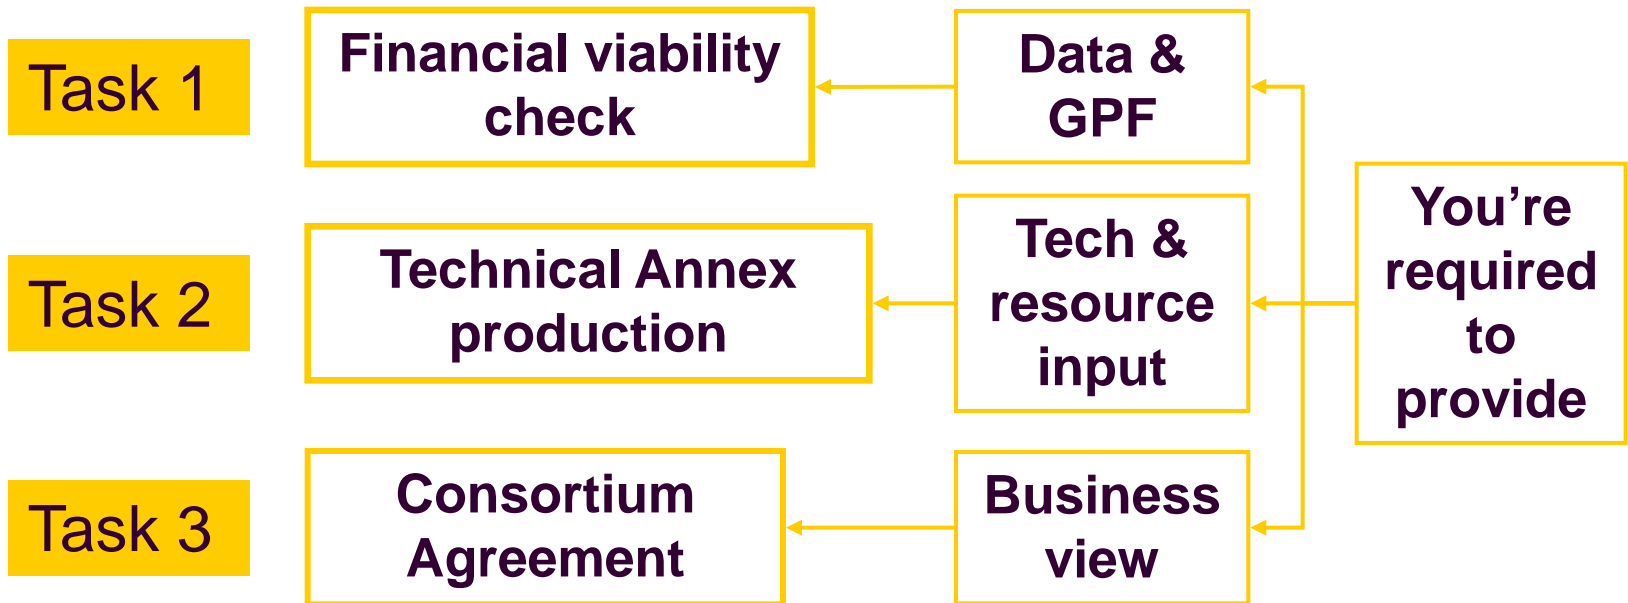 Task 1
Financial viability
check
Data &
GPF
Task 2
Technical Annex
production
Tech &
resource
input
You’re
required
to
provide
Task 3
Consortium
Agreement
Business
view